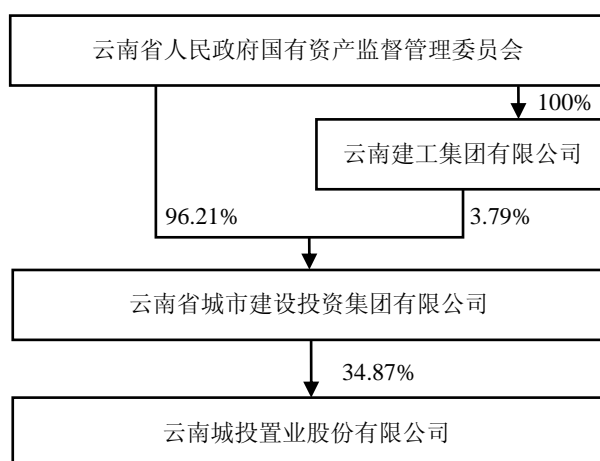 云南省人民政府国有资产监督管理委员会
100%
云南建工集团有限公司
96.21%
3.79%
云南省城市建设投资集团有限公司
34.87%
云南城投置业股份有限公司